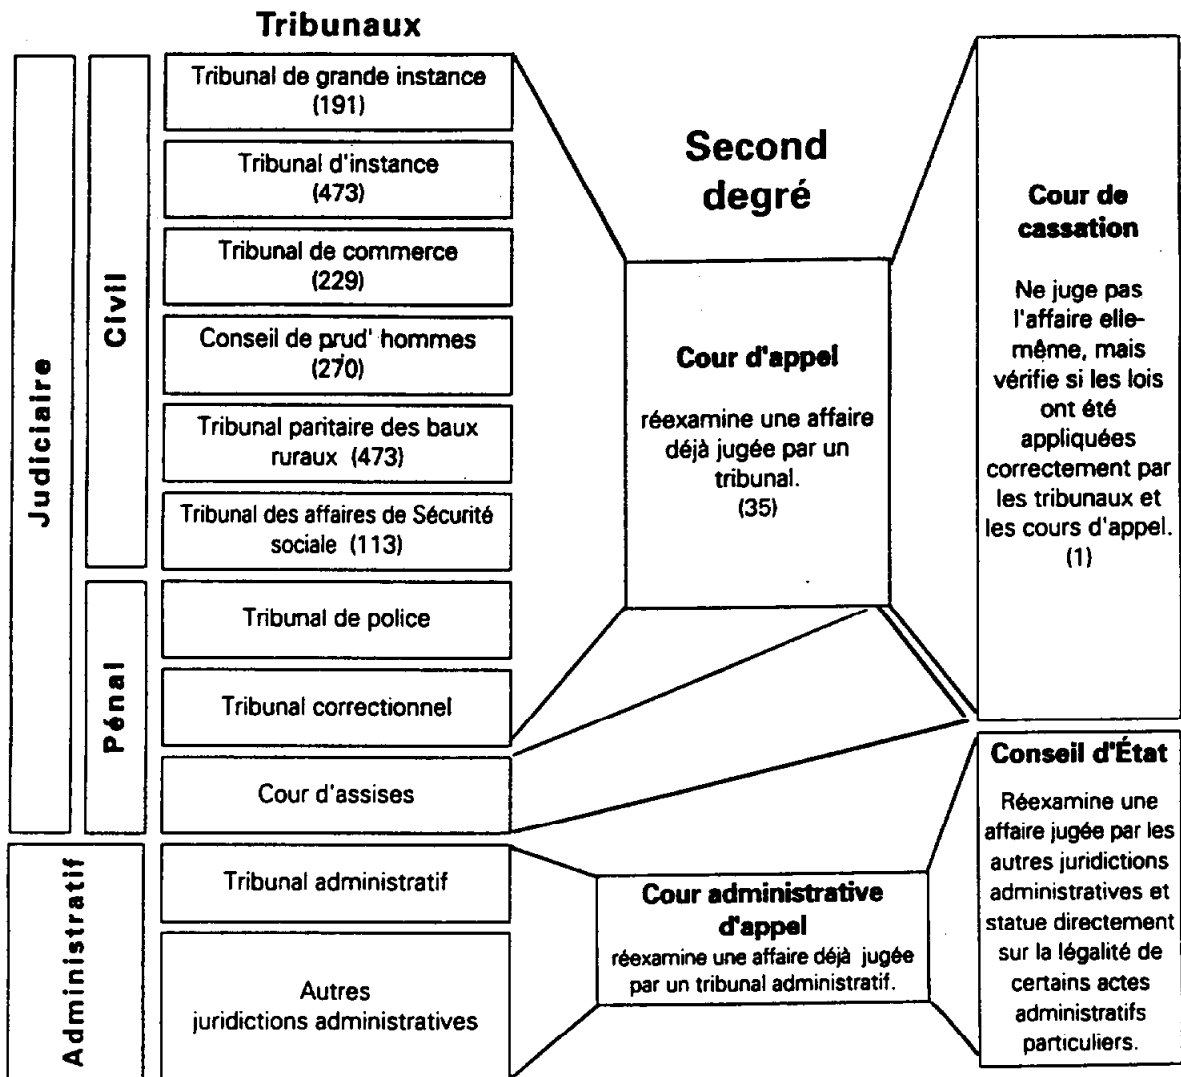 Tribunaux
Judiciaire
Civil
Tribunal de grande instance
(191)
Tribunal d'instance
(473)
Tribunal de commerce
(229)
Conseil de prud' hommes
(270)
Tribunal paritaire des baux
ruraux (473)
Tribunal des affaires de Sécurité
sociale (113)
Pénal
Tribunal de police
Tribunal correctionnel
Cour d'assises
Administratif
Tribunal administratif
Autres
juridictions administratives
Second
degré
Cour d'appel
réexamine une affaire
déjà jugée par un
tribunal.
(35)
Cour administrative
d'appel
réexamine une affaire déjà jugée
par un tribunal administratif.
Cour de
cassation
Ne juge pas
l'affaire elle-
même, mais
vérifie si les lois
ont été
appliquées
correctement par
les tribunaux et
les cours d'appel.
(1)
Conseil d'État
Réexamine une
affaire jugée par les
autres juridictions
administratives et
statue directement
sur la légalité de
certains actes
administratifs
particuliers.